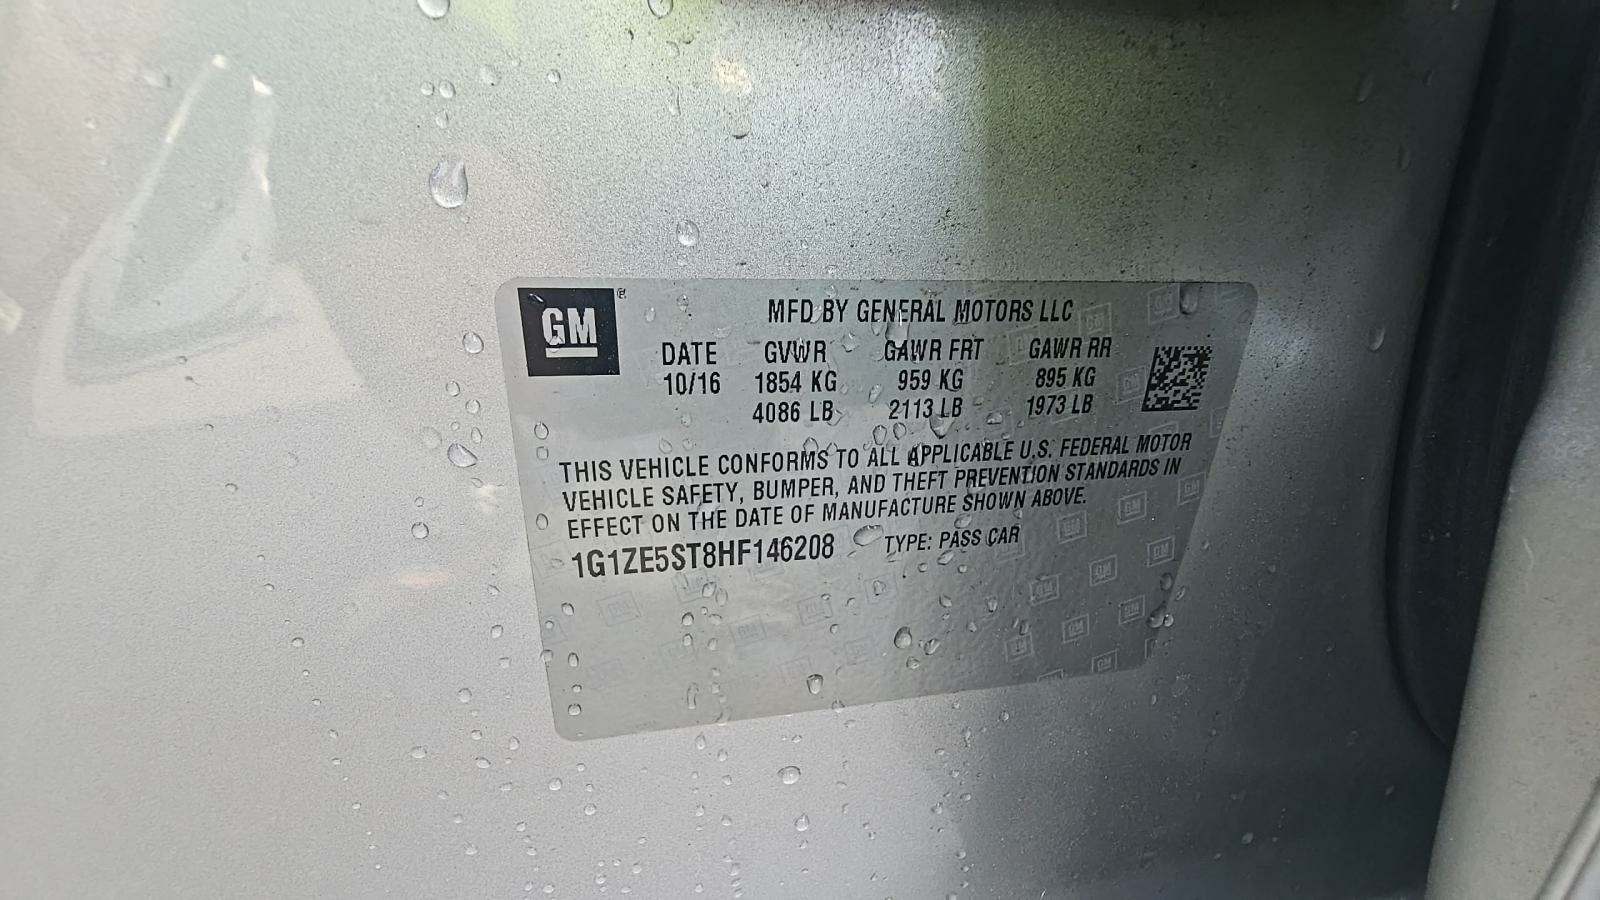 GM ®
MFD BY GENERAL MOTORS LLC
DATE GVWR GAWR FRT GAWR RR
10/16 1854 KG 959 KG 895 KG
4086 LB 2113 LB 1973 LB
THIS VEHICLE CONFORMS TO ALL APPLICABLE U.S. FEDERAL MOTOR
VEHICLE SAFETY, BUMPER, AND THEFT PREVENTION STANDARDS IN
EFFECT ON THE DATE OF MANUFACTURE SHOWN ABOVE.
1G1ZE5ST8HF146208 TYPE: PASS CAR